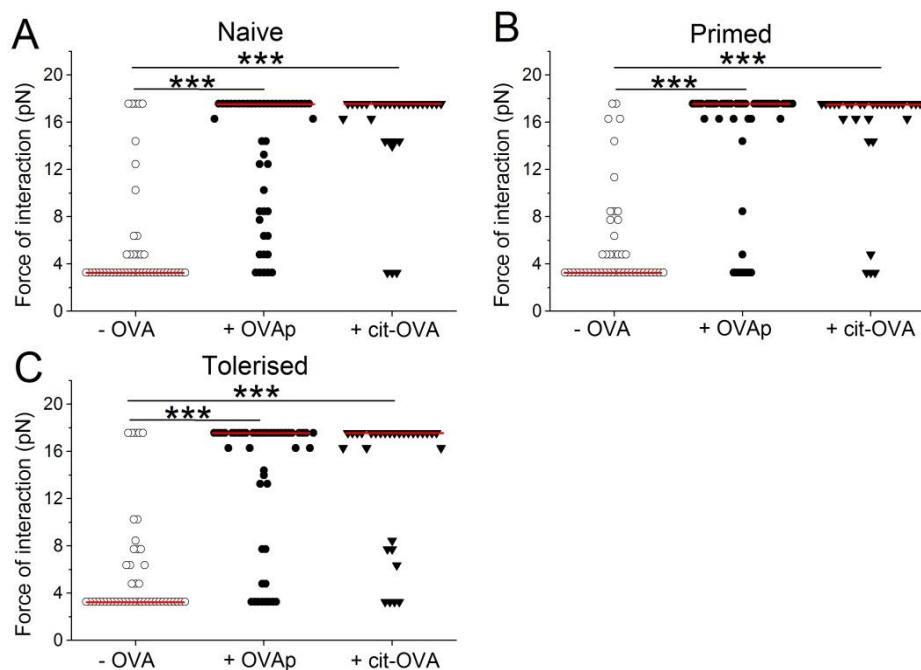 A
Naive
***
***
Force of interaction (pN)
20
16
12
8
4
0
- OVA
+ OVAp
+ cit-OVA
B
Primed
***
***
Force of interaction (pN)
20
16
12
8
4
0
- OVA
+ OVAp
+ cit-OVA
C
Tolerised
***
***
Force of interaction (pN)
20
16
12
8
4
0
- OVA
+ OVAp
+ cit-OVA